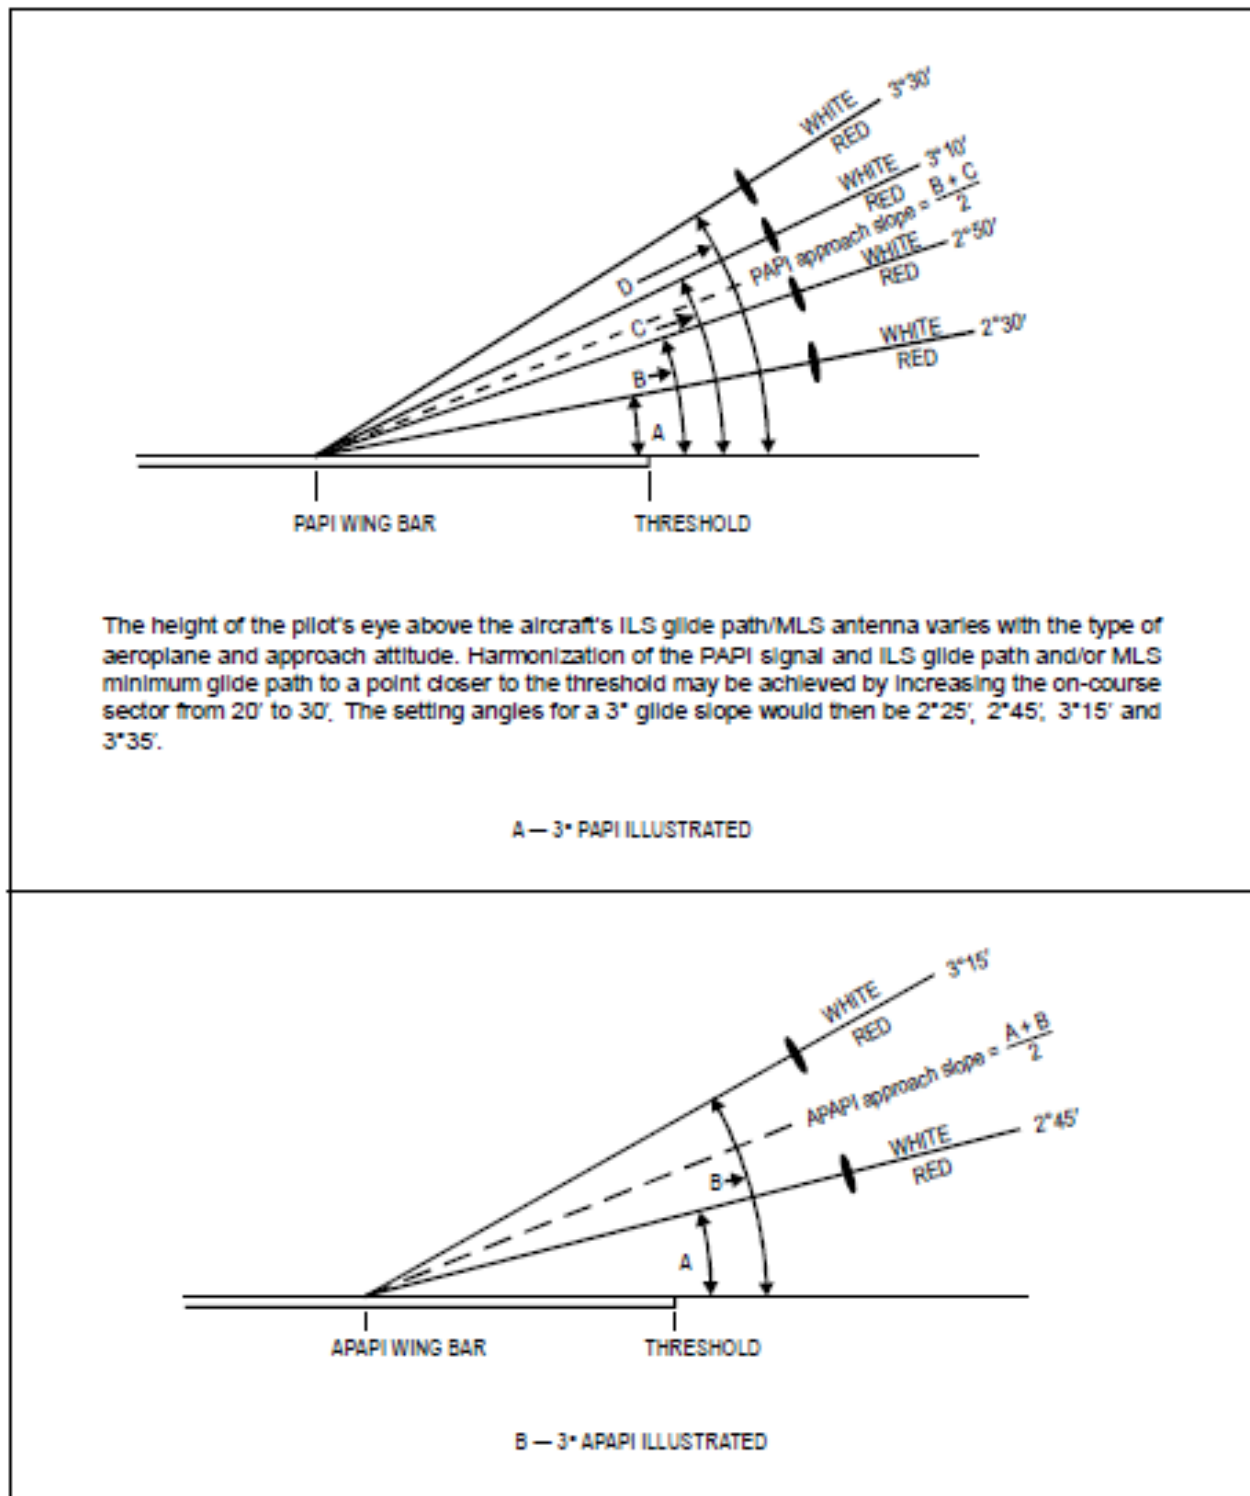 WHITE 3°30′
RED
WHITE 3°10′
RED
PAPI approach slope = B + C
2
WHITE 2°50′
RED
WHITE 2°30′
RED
D
C
B
A
PAPI WING BAR THRESHOLD
The height of the pilot's eye above the aircraft's ILS glide path/MLS antenna varies with the type of
aeroplane and approach attitude. Harmonization of the PAPI signal and ILS glide path and/or MLS
minimum glide path to a point closer to the threshold may be achieved by increasing the on-course
sector from 20′ to 30′. The setting angles for a 3° glide slope would then be 2°25′, 2°45′, 3°15′ and
3°35′.
A — 3° PAPI ILLUSTRATED
WHITE 3°15′
RED
APAPI approach slope = A + B
2
WHITE 2°45′
RED
B
A
APAPI WING BAR THRESHOLD
B — 3° APAPI ILLUSTRATED